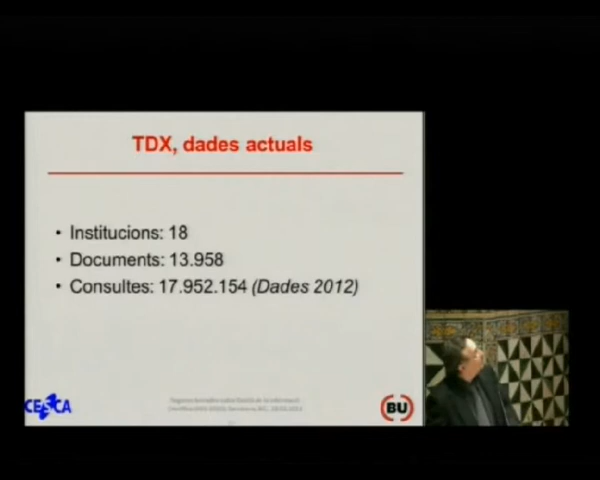 TDX, dades actuals
• Institucions: 18
• Documents: 13.958
• Consultes: 17.952.154 (Dades 2012)
CESCA
BU